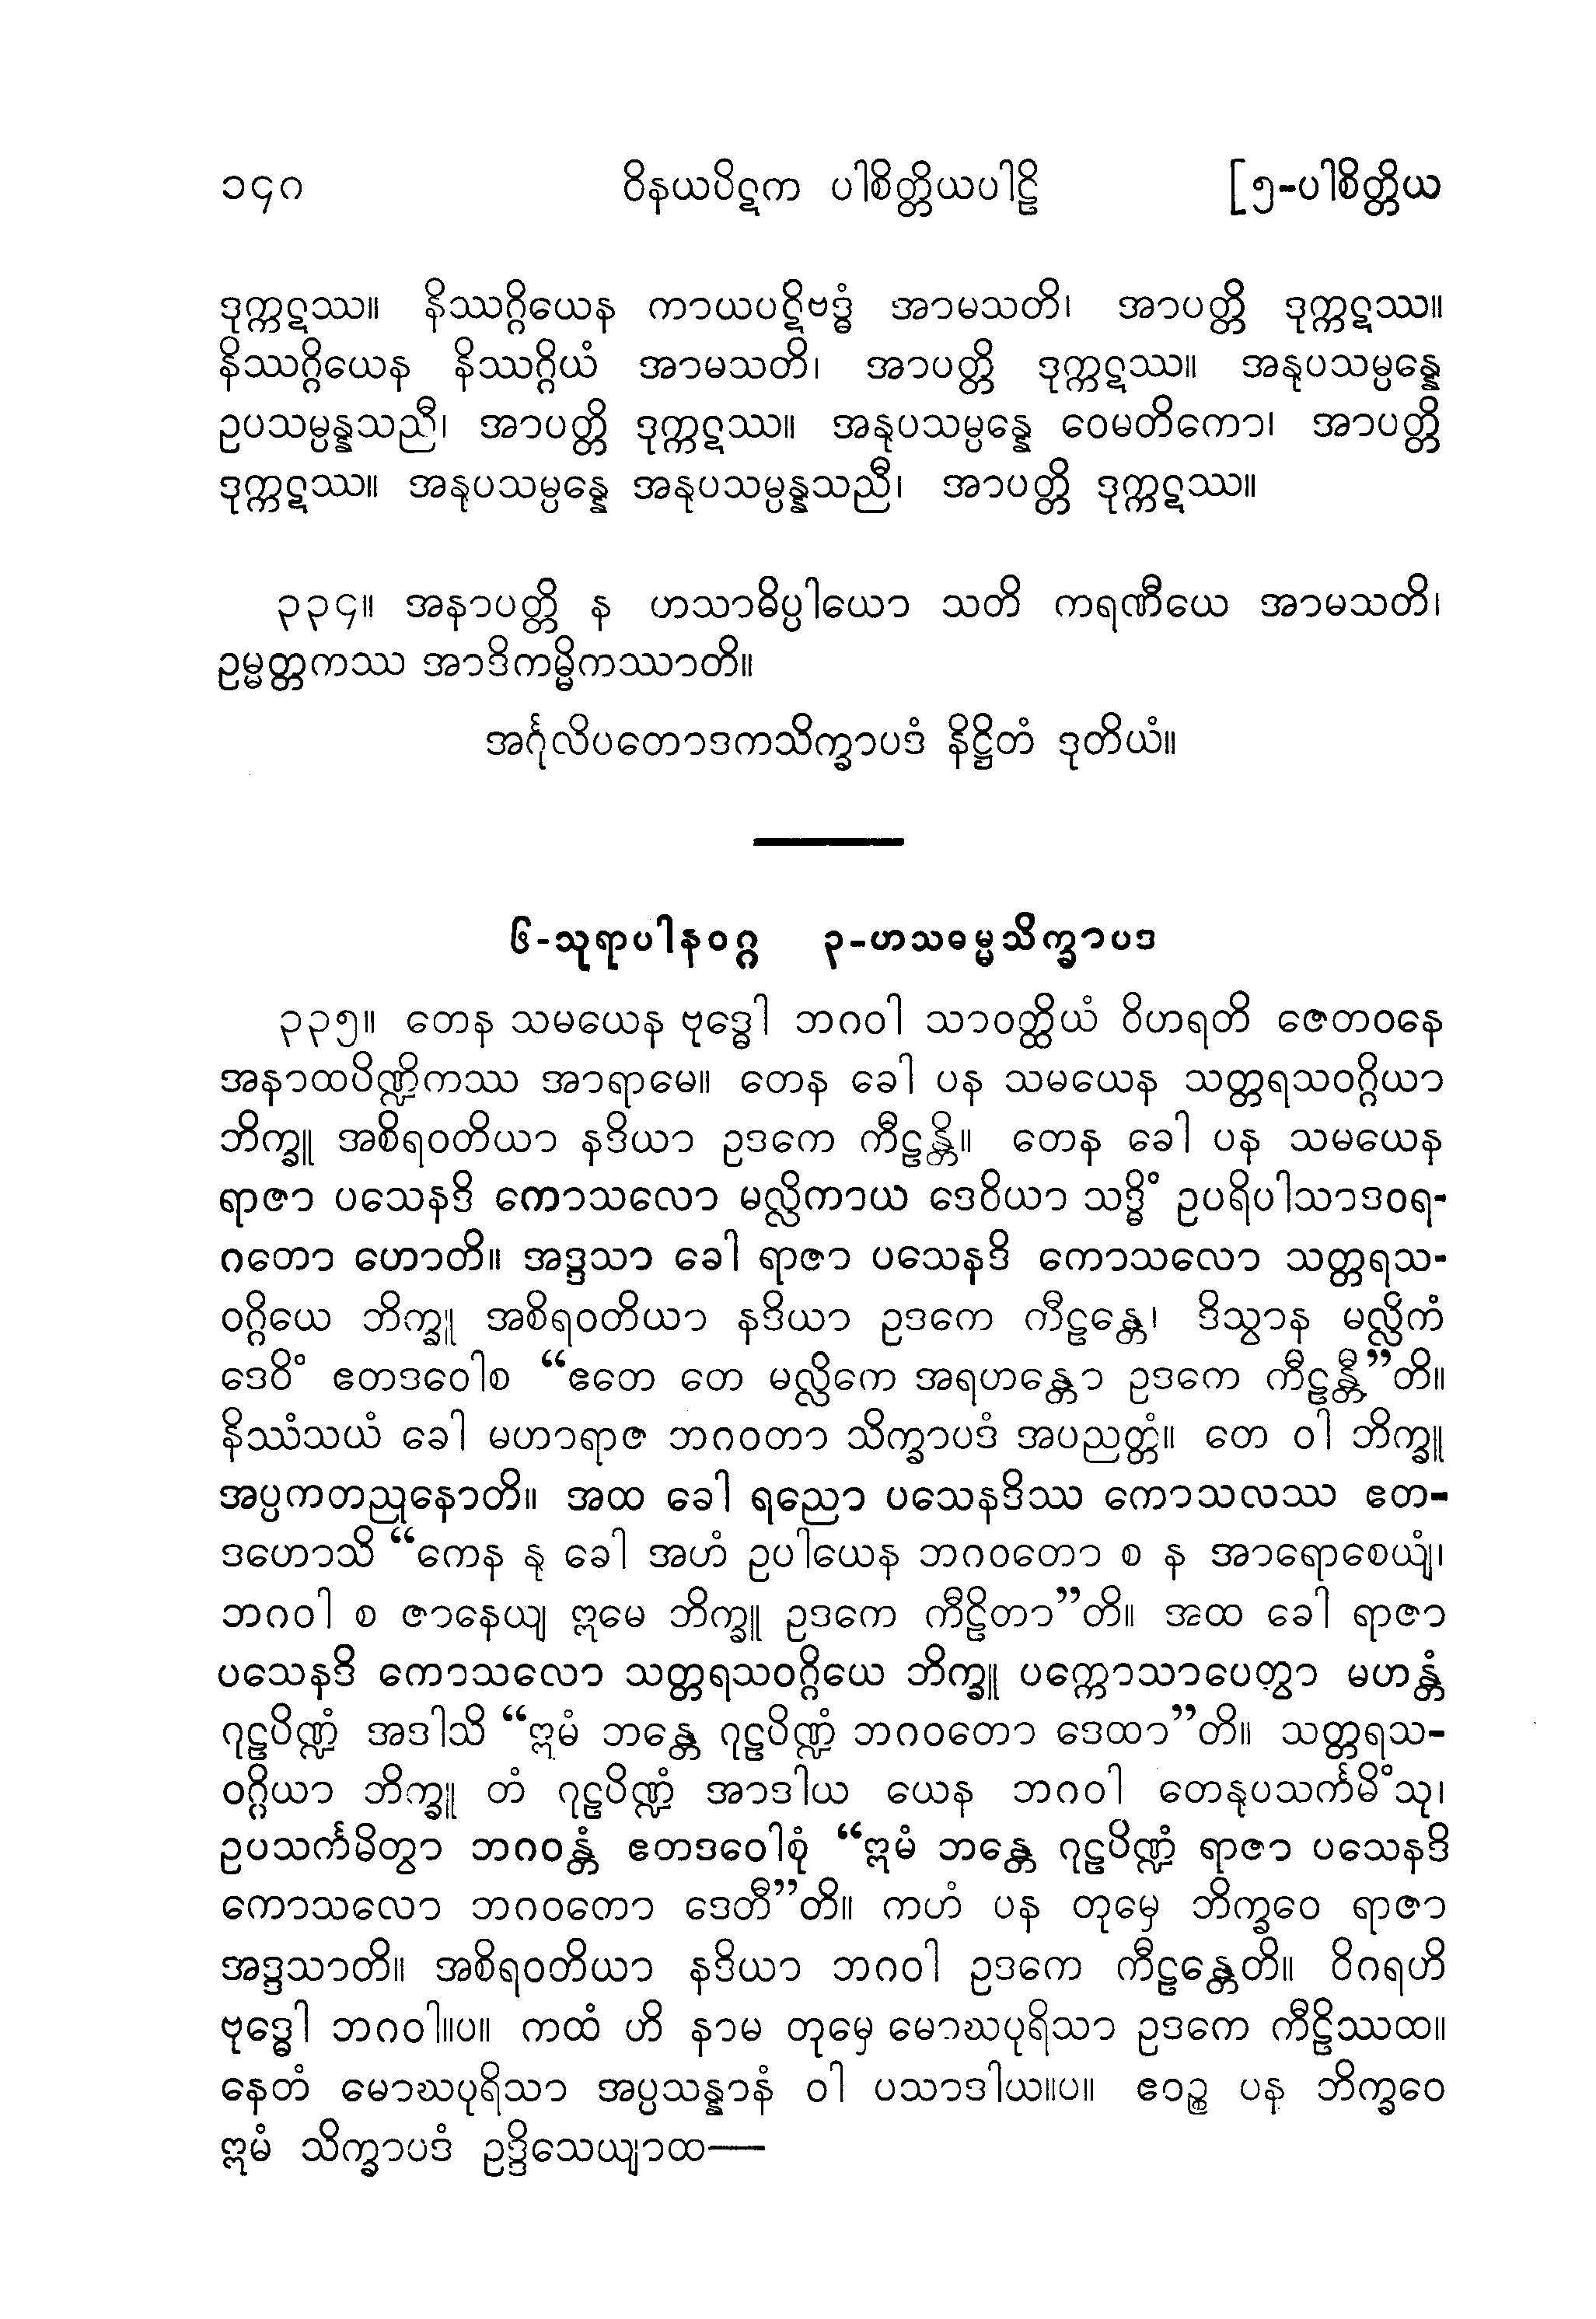 ၁၄ဂ ဝိနယပိဋက ပါစိတ္တိယပါဠိ [၅-ပါစိတ္တိယ
ဒုက္ကဋဿ။ နိဿဂ္ဂိယေန ကာယပဋိဗဒ္ဓံ အာမသတိ၊ အာပတ္တိ ဒုက္ကဋဿ။
နိဿဂ္ဂိယေန နိဿဂ္ဂိယံ အာမသတိ၊ အာပတ္တိ ဒုက္ကဋဿ။ အနုပသမ္ပန္နေ
ဥပသမ္ပန္နသညီ၊ အာပတ္တိ ဒုက္ကဋဿ။ အနုပသမ္ပန္နေ ဝေမတိကော၊ အာပတ္တိ
ဒုက္ကဋဿ။ အနုပသမ္ပန္နေ အနုပသမ္ပန္နသညီ၊ အာပတ္တိ ဒုက္ကဋဿ။
၃၃၄။ အနာပတ္တိ န ဟသာဓိပ္ပါယော သတိ ကရဏီယေ အာမသတိ၊
ဥမ္မတ္တကဿ အာဒိကမ္မိကဿာတိ။
အင်္ဂုလိပတောဒကသိက္ခာပဒံ နိဋ္ဌိတံ ဒုတိယံ။
၆-သုရာပါနဝဂ္ဂ ၃-ဟသဓမ္မသိက္ခာပဒ
၃၃၅။ တေန သမယေန ဗုဒ္ဓေါ ဘဂဝါ သာဝတ္ထိယံ ဝိဟရတိ ဇေတဝနေ
အနာထပိဏ္ဍိကဿ အာရာမေ။ တေန ခေါ ပန သမယေန သတ္တရသဝဂ္ဂိယာ
ဘိက္ခူ အစိရဝတိယာ နဒိယာ ဥဒကေ ကီဠန္တိ။ တေန ခေါ ပန သမယေန
ရာဇာ ပသေနဒိ ကောသလော မလ္လိကာယ ဒေဝိယာ သဒ္ဓိံ ဥပရိပါသာဒဝရ-
ဂတော ဟောတိ။ အဒ္ဒသာ ခေါ ရာဇာ ပသေနဒိ ကောသလော သတ္တရသ-
ဝဂ္ဂိယေ ဘိက္ခူ အစိရဝတိယာ နဒိယာ ဥဒကေ ကီဠန္တေ၊ ဒိသွာန မလ္လိကံ
ဒေဝိံ ဧတဒဝေါစ “ဧတေ တေ မလ္လိကေ အရဟန္တော ဥဒကေ ကီဠန္တီ”တိ။
နိဿံသယံ ခေါ မဟာရာဇ ဘဂဝတာ သိက္ခာပဒံ အပညတ္တံ။ တေ ဝါ ဘိက္ခူ
အပ္ပကတညုနောတိ။ အထ ခေါ ရညော ပသေနဒိဿ ကောသလဿ ဧတ-
ဒဟောသိ “ကေန နု ခေါ အဟံ ဥပါယေန ဘဂဝတော စ န အာရောစေယျံ၊
ဘဂဝါ စ ဇာနေယျ ဣမေ ဘိက္ခူ ဥဒကေ ကီဠိတာ”တိ။ အထ ခေါ ရာဇာ
ပသေနဒိ ကောသလော သတ္တရသဝဂ္ဂိယေ ဘိက္ခူ ပက္ကောသာပေတွာ မဟန္တံ
ဂုဠပိဏ္ဍံ အဒါသိ “ဣမံ ဘန္တေ ဂုဠပိဏ္ဍံ ဘဂဝတော ဒေထာ”တိ။ သတ္တရသ-
ဝဂ္ဂိယာ ဘိက္ခူ တံ ဂုဠပိဏ္ဍံ အာဒါယ ယေန ဘဂဝါ တေနုပသင်္ကမိံသု၊
ဥပသင်္ကမိတွာ ဘဂဝန္တံ ဧတဒဝေါစုံ “ဣမံ ဘန္တေ ဂုဠပိဏ္ဍံ ရာဇာ ပသေနဒိ
ကောသလော ဘဂဝတော ဒေတီ”တိ။ ကဟံ ပန တုမှေ ဘိက္ခဝေ ရာဇာ
အဒ္ဒသာတိ။ အစိရဝတိယာ နဒိယာ ဘဂဝါ ဥဒကေ ကီဠန္တေတိ။ ဝိဂရဟိ
ဗုဒ္ဓေါ ဘဂဝါ။ပ။ ကထံ ဟိ နာမ တုမှေ မောဃပုရိသာ ဥဒကေ ကီဠိဿထ။
နေတံ မောဃပုရိသာ အပ္ပသန္နာနံ ဝါ ပသာဒါယ။ပ။ ဧဝဉ္စ ပန ဘိက္ခဝေ
ဣမံ သိက္ခာပဒံ ဥဒ္ဒိသေယျာထ—